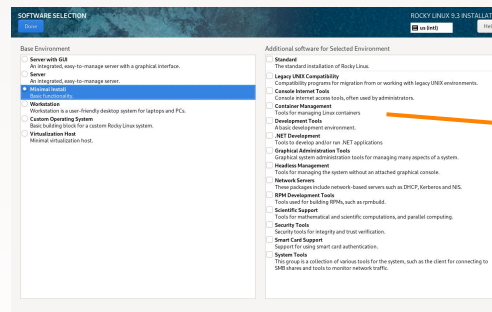 SOFTWARE SELECTION
ROCKY LINUX 9.3 INSTALLAT
Done
us (intl)
Hel
Base Environment
Additional software for Selected Environment
Server with GUI
An integrated, easy-to-manage server with a graphical interface.
Server
An integrated, easy-to-manage server.
Minimal Install
Basic functionality.
Workstation
Workstation is a user-friendly desktop system for laptops and PCs.
Custom Operating System
Basic building block for a custom Rocky Linux system.
Virtualization Host
Minimal virtualization host.
Standard
The standard installation of Rocky Linux.
Legacy UNIX Compatibility
Compatibility programs for migration from or working with legacy UNIX environments.
Console Internet Tools
Console internet access tools, often used by administrators.
Container Management
Tools for managing Linux containers
Development Tools
A basic development environment.
.NET Development
Tools to develop and/or run .NET applications
Graphical Administration Tools
Graphical system administration tools for managing many aspects of a system.
Headless Management
Tools for managing the system without an attached graphical console.
Network Servers
These packages include network-based servers such as DHCP, Kerberos and NIS.
RPM Development Tools
Tools used for building RPMs, such as rpmbuild.
Scientific Support
Tools for mathematical and scientific computations, and parallel computing.
Security Tools
Security tools for integrity and trust verification.
Smart Card Support
Support for using smart card authentication.
System Tools
This group is a collection of various tools for the system, such as the client for connecting to
SMB shares and tools to monitor network traffic.